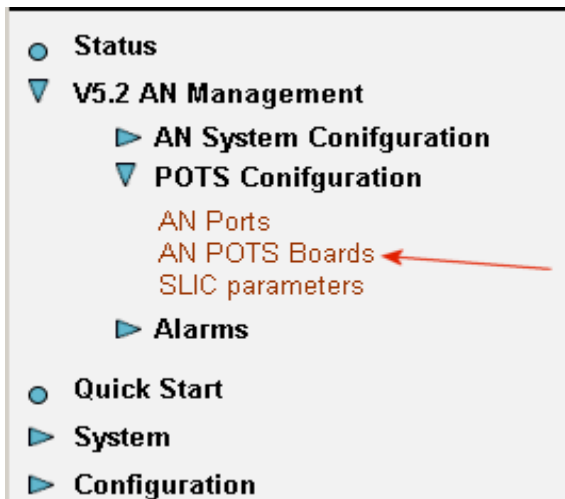 Status
V5.2 AN Management
AN System Conifguration
POTS Conifguration
AN Ports
AN POTS Boards
SLIC parameters
Alarms
Quick Start
System
Configuration